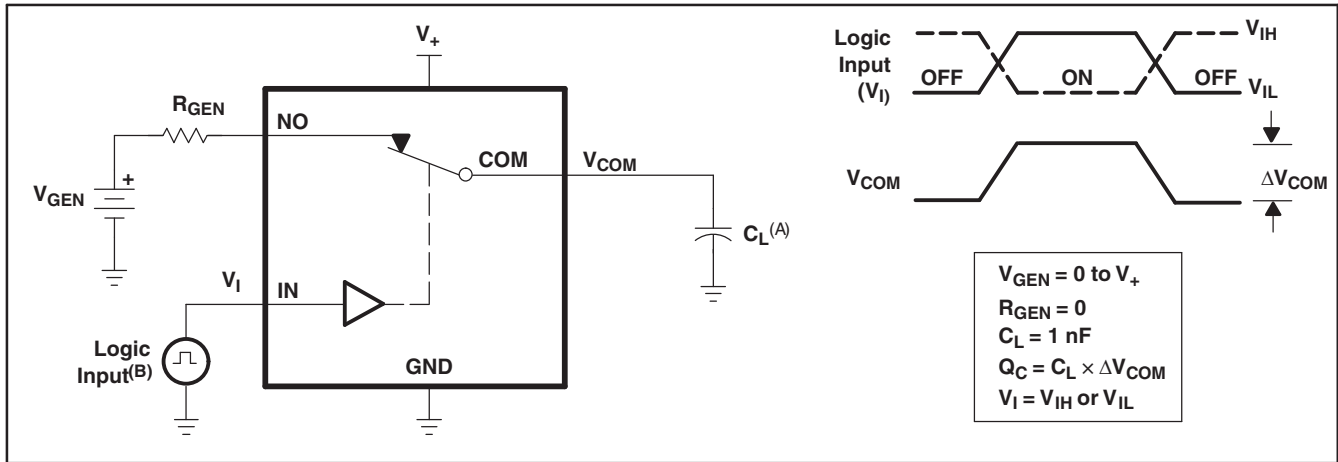 V+
RGEN
NO
COM
VCOM
+
VGEN
CL(A)
VI
IN
Logic
Input(B)
GND
Logic
Input
(VI)
OFF
ON
OFF
VIH
VIL
VCOM
ΔVCOM
VGEN = 0 to V+
RGEN = 0
CL = 1 nF
QC = CL × ΔVCOM
VI = VIH or VIL